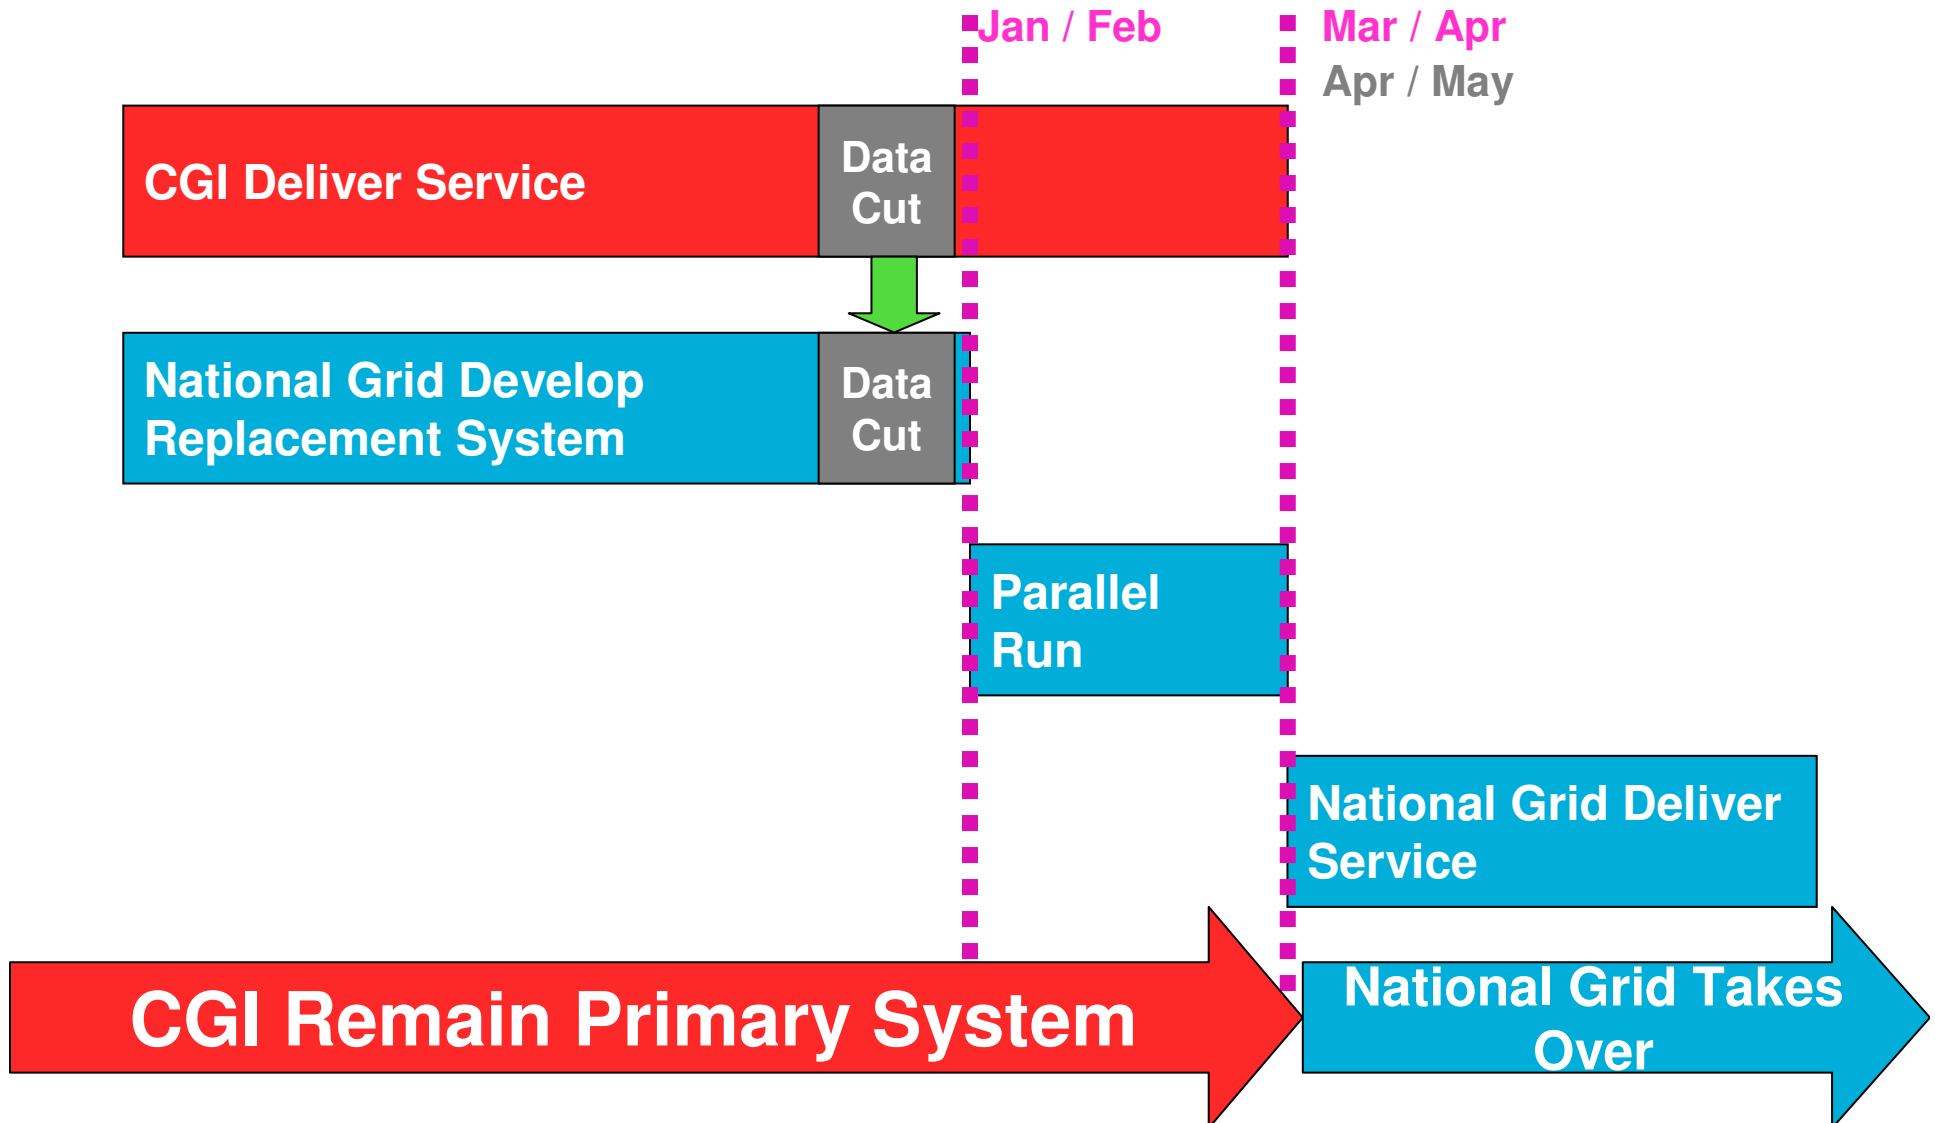 Jan / Feb
Mar / Apr
Apr / May
CGI Deliver Service
Data
Cut
National Grid Develop
Replacement System
Data
Cut
Parallel
Run
National Grid Deliver
Service
CGI Remain Primary System
National Grid Takes
Over